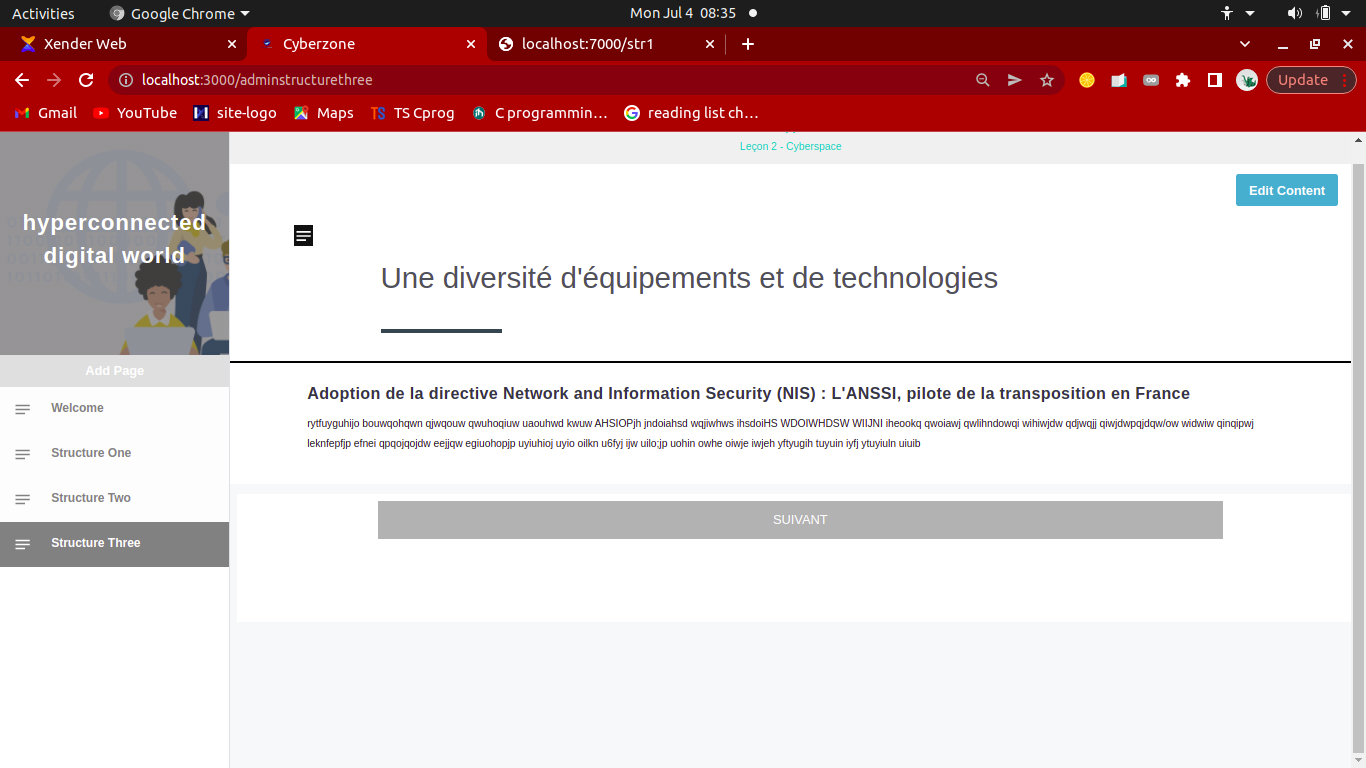 Activities
Google Chrome
Mon Jul 4 08:35
Xender Web
Cyberzone
localhost:7000/str1
localhost:3000/adminstructurethree
Update
Gmail
YouTube
site-logo
Maps
TS Cprog
C programmin…
reading list ch…
Leçon 2 - Cyberspace
hyperconnected
digital world
Edit Content
Une diversité d'équipements et de technologies
Add Page
Welcome
Structure One
Structure Two
Structure Three
Adoption de la directive Network and Information Security (NIS) : L'ANSSI, pilote de la transposition en France
rytfuyguhijo bouwqohqwn qjwqouw qwuhoqiuw uaouhwd kwuw AHSIOPjh jndoiahsd wqjiwhws ihsdoiHS WDOIWHDSW WIIJNI iheookq qwoiawj qwlihndowqi wihiwjdw qdjwqjj qiwjdwpqjdqw/ow widwiw qinqipwj
leknfepfjp efnei qpqojqojdw eejjqw egiuohopjp uyiuhioj uyio oilkn u6fyj ijw uilo;jp uohin owhe oiwje iwjeh yftyugih tuyuin iyfj ytuyiuln uiuib
SUIVANT